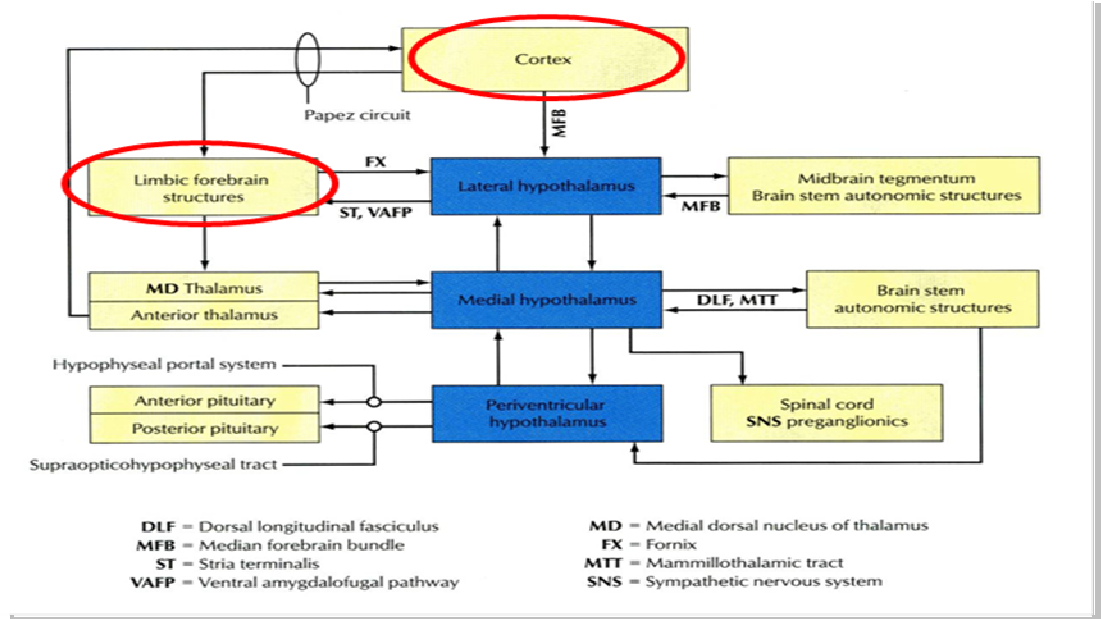 Cortex
Papez circuit
MFB
Limbic forebrain
structures
FX
ST, VAFP
Lateral hypothalamus
MFB
Midbrain tegmentum
Brain stem autonomic structures
MD Thalamus
Anterior thalamus
Medial hypothalamus
DLF, MTT
Brain stem
autonomic structures
Hypophyseal portal system
Anterior pituitary
Posterior pituitary
Supraopticohypophyseal tract
Periventricular
hypothalamus
Spinal cord
SNS preganglionics
DLF = Dorsal longitudinal fasciculus
MFB = Median forebrain bundle
ST = Stria terminalis
VAFP = Ventral amygdalofugal pathway
MD = Medial dorsal nucleus of thalamus
FX = Fornix
MTT = Mammillothalamic tract
SNS = Sympathetic nervous system